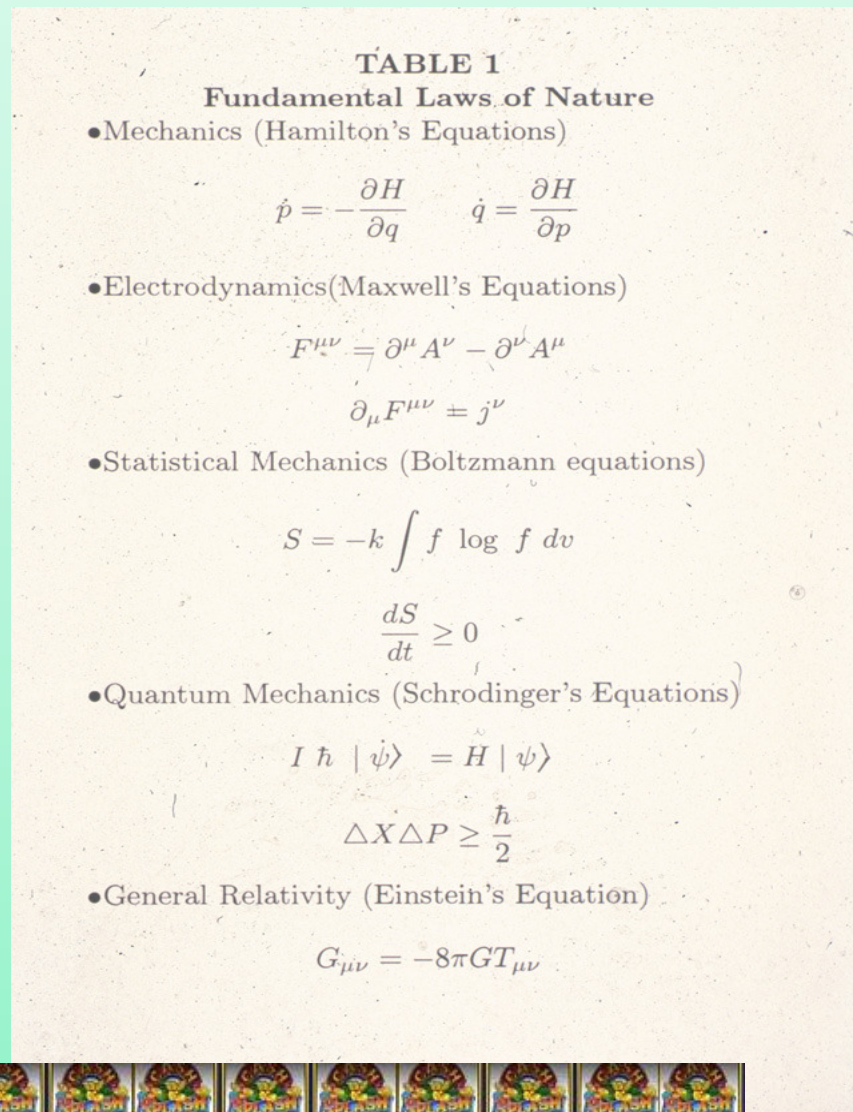 TABLE 1
Fundamental Laws of Nature
•Mechanics (Hamilton's Equations)
ṗ = −∂H/∂q   q̇ = ∂H/∂p
•Electrodynamics(Maxwell's Equations)
F^{μν} = ∂^μ A^ν − ∂^ν A^μ
∂_μ F^{μν} = j^ν
•Statistical Mechanics (Boltzmann equations)
S = −k ∫ f log f dv
dS/dt ≥ 0
•Quantum Mechanics (Schrodinger's Equations)
I ħ | ψ̇⟩ = H | ψ⟩
△X△P ≥ ħ/2
•General Relativity (Einstein's Equation)
G_{μν} = −8πGT_{μν}